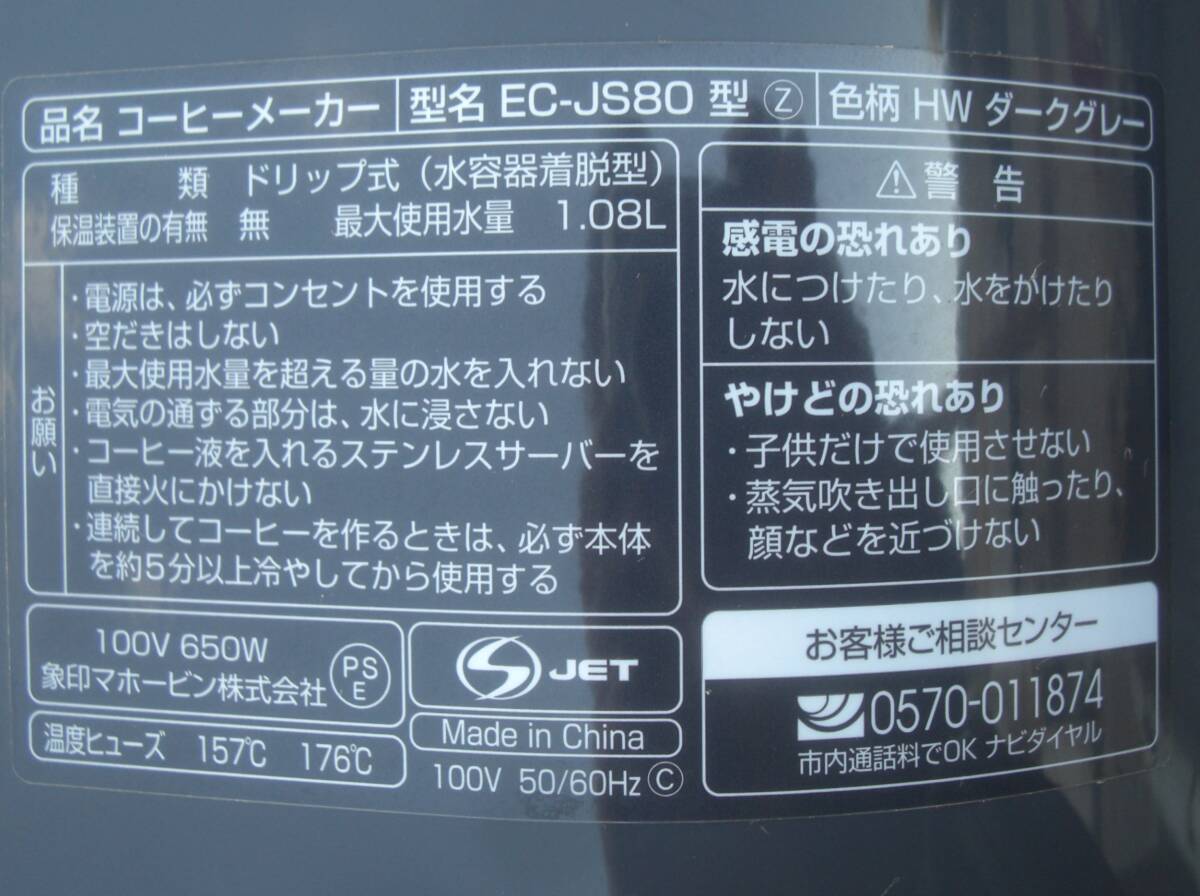 品名 コーヒーメーカー 型名 EC-JS80 型 Ⓩ 色柄 HW ダークグレー
種 類 ドリップ式（水容器着脱型）
保温装置の有無 無 最大使用水量 1.08L
お願い
・電源は、必ずコンセントを使用する
・空だきはしない
・最大使用水量を超える量の水を入れない
・電気の通ずる部分は、水に浸さない
・コーヒー液を入れるステンレスサーバーを
直接火にかけない
・連続してコーヒーを作るときは、必ず本体
を約5分以上冷やしてから使用する
⚠警 告
感電の恐れあり
水につけたり、水をかけたり
しない
やけどの恐れあり
・子供だけで使用させない
・蒸気吹き出し口に触ったり、
顔などを近づけない
100V 650W
象印マホービン株式会社
PS
E
JET
温度ヒューズ 157℃ 176℃
Made in China
100V 50/60Hz Ⓒ
お客様ご相談センター
0570-011874
市内通話料でOK ナビダイヤル